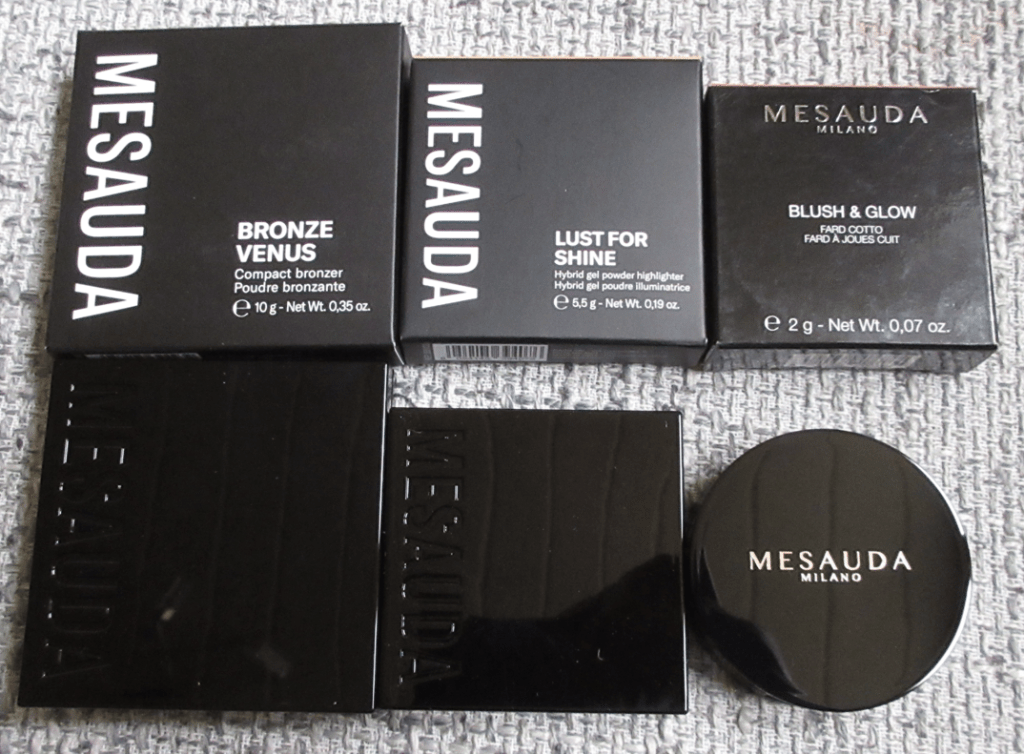 MESAUDA
BRONZE
VENUS
Compact bronzer
Poudre bronzante
℮ 10 g - Net Wt. 0,35 oz.
MESAUDA
LUST FOR
SHINE
Hybrid gel powder highlighter
Hybrid gel poudre illuminatrice
℮ 5,5 g - Net Wt. 0,19 oz.
MESAUDA
MILANO
BLUSH & GLOW
FARD COTTO
FARD À JOUES CUIT
℮ 2 g - Net Wt. 0,07 oz.
MESAUDA
MESAUDA
MESAUDA
MILANO